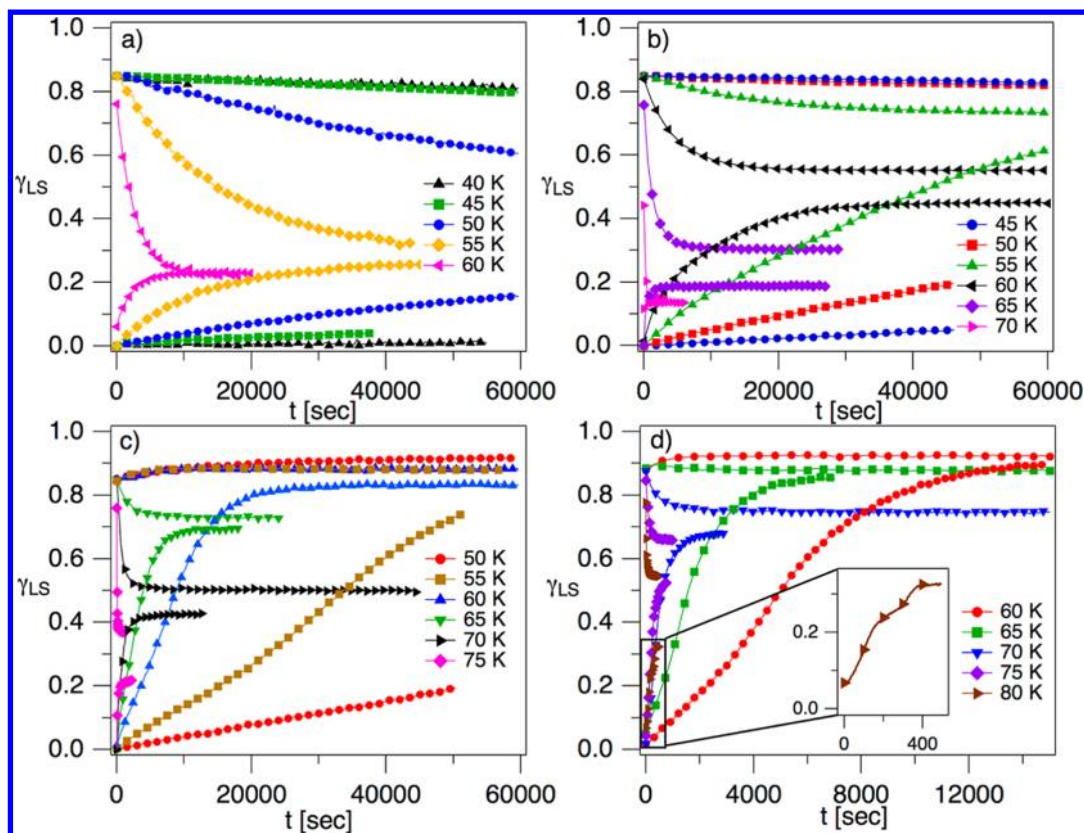 a)
1.0
0.8
0.6
γLS
0.4
0.2
0.0
40 K
45 K
50 K
55 K
60 K
0
20000
40000
60000
t [sec]
b)
1.0
0.8
0.6
γLS
0.4
0.2
0.0
45 K
50 K
55 K
60 K
65 K
70 K
0
20000
40000
60000
t [sec]
c)
1.0
0.8
0.6
γLS
0.4
0.2
0.0
50 K
55 K
60 K
65 K
70 K
75 K
0
20000
40000
60000
t [sec]
d)
1.0
0.8
0.6
γLS
0.4
0.2
0.0
0.2
0.0
0
400
60 K
65 K
70 K
75 K
80 K
0
4000
8000
12000
t [sec]